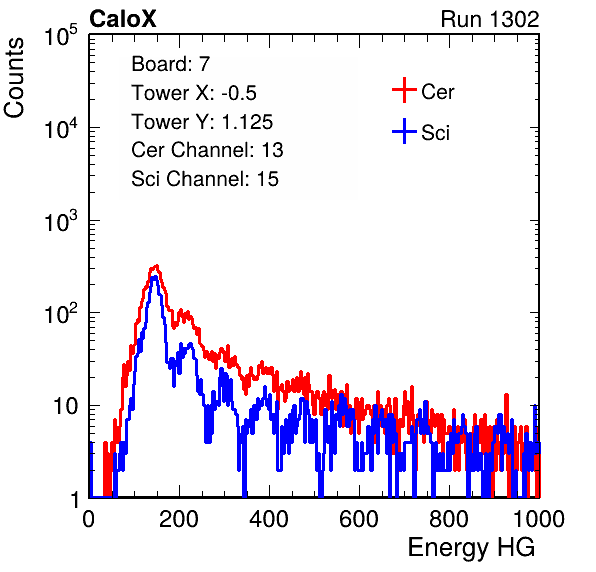 CaloX Run 1302
Counts
10^5
10^4
10^3
10^2
10
1
Board: 7
Tower X: -0.5
Tower Y: 1.125
Cer Channel: 13
Sci Channel: 15
Cer
Sci
0 200 400 600 800 1000
Energy HG